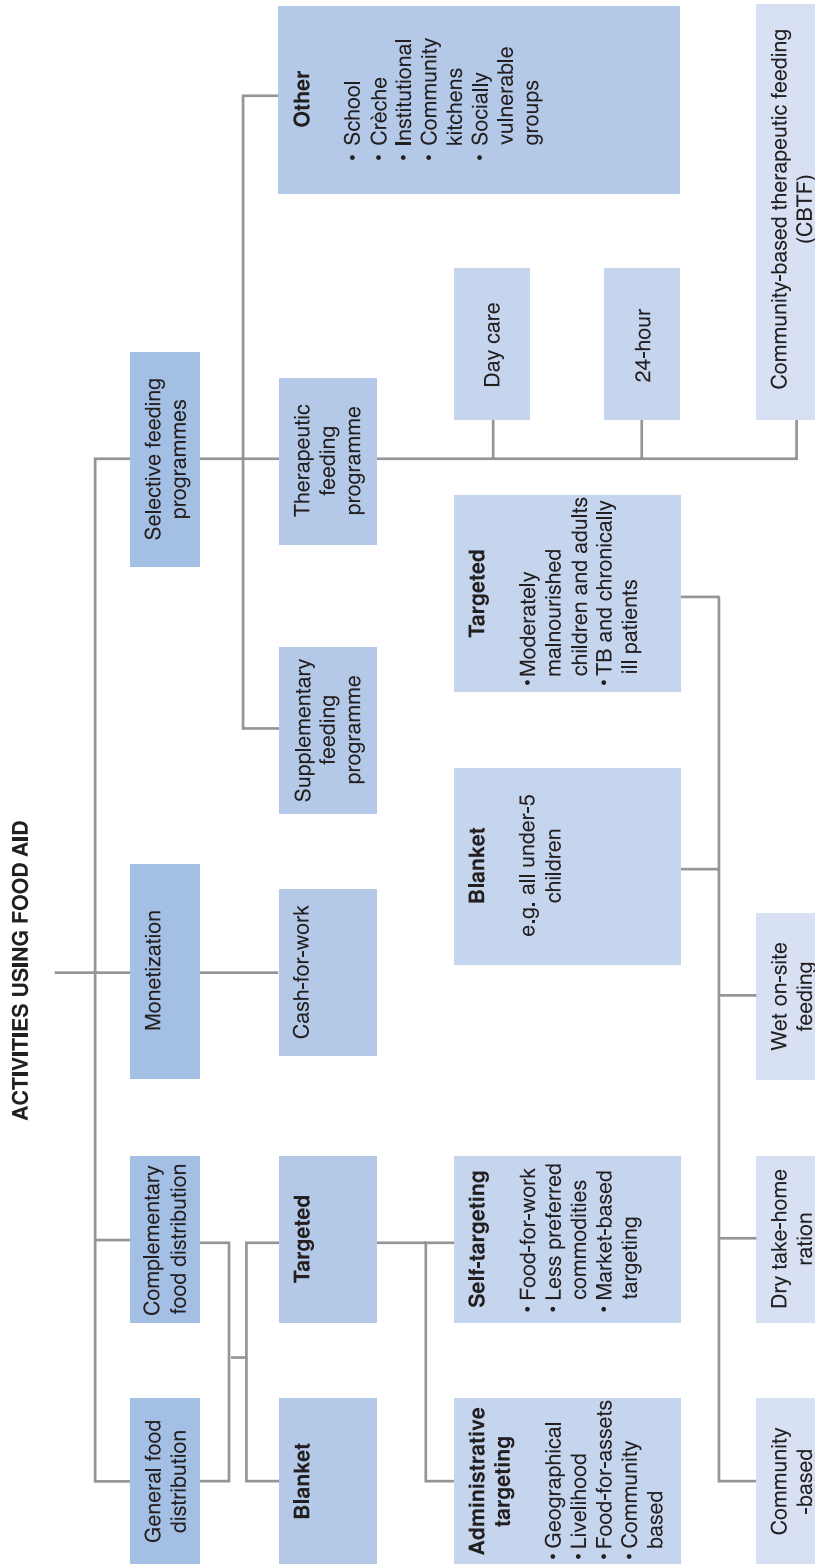 ACTIVITIES USING FOOD AID
General food
distribution
Complementary
food distribution
Monetization
Selective feeding
programmes
Blanket
Targeted
Cash-for-work
Supplementary
feeding
programme
Therapeutic
feeding
programme
Other
• School
• Crèche
• Institutional
• Community
kitchens
• Socially
vulnerable
groups
Administrative
targeting
• Geographical
• Livelihood
• Food-for-assets
• Community
based
Self-targeting
• Food-for-work
• Less preferred
commodities
• Market-based
targeting
Blanket
e.g. all under-5
children
Targeted
• Moderately
malnourished
children and adults
• TB and chronically
ill patients
Day care
24-hour
Community
-based
Dry take-home
ration
Wet on-site
feeding
Community-based therapeutic feeding
(CBTF)